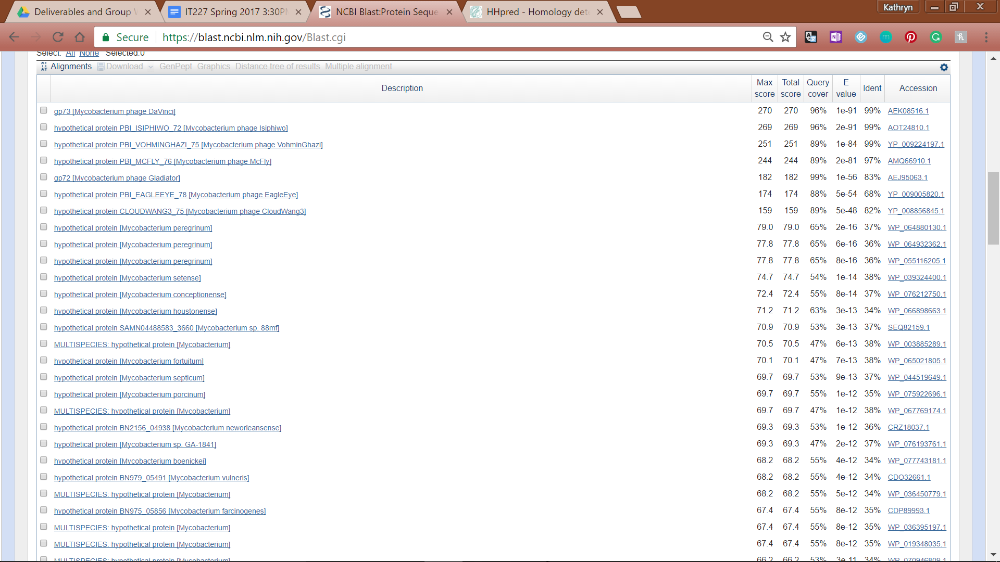 Deliverables and Group
IT227 Spring 2017 3:30P
NCBI Blast:Protein Seque
HHpred - Homology det
Kathryn
Secure
https://blast.ncbi.nlm.nih.gov/Blast.cgi
Select: All None Selected:0
Alignments Download GenPept Graphics Distance tree of results Multiple alignment
Description Max score Total score Query cover E value Ident Accession
gp73 [Mycobacterium phage DaVinci] 270 270 96% 1e-91 99% AEK08516.1
hypothetical protein PBI_ISIPHIWO_72 [Mycobacterium phage Isiphiwo] 269 269 96% 2e-91 99% AOT24810.1
hypothetical protein PBI_VOHMINGHAZI_75 [Mycobacterium phage VohminGhazi] 251 251 89% 1e-84 99% YP_009224197.1
hypothetical protein PBI_MCFLY_76 [Mycobacterium phage McFly] 244 244 89% 2e-81 97% AMQ66910.1
gp72 [Mycobacterium phage Gladiator] 182 182 99% 1e-56 83% AEJ95063.1
hypothetical protein PBI_EAGLEEYE_78 [Mycobacterium phage EagleEye] 174 174 88% 5e-54 68% YP_009005820.1
hypothetical protein CLOUDWANG3_75 [Mycobacterium phage CloudWang3] 159 159 89% 5e-48 82% YP_008856845.1
hypothetical protein [Mycobacterium peregrinum] 79.0 79.0 65% 2e-16 37% WP_064880130.1
hypothetical protein [Mycobacterium peregrinum] 77.8 77.8 65% 6e-16 36% WP_064932362.1
hypothetical protein [Mycobacterium peregrinum] 77.8 77.8 65% 8e-16 36% WP_055116205.1
hypothetical protein [Mycobacterium setense] 74.7 74.7 54% 1e-14 38% WP_039324400.1
hypothetical protein [Mycobacterium conceptionense] 72.4 72.4 55% 8e-14 37% WP_076212750.1
hypothetical protein [Mycobacterium houstonense] 71.2 71.2 63% 3e-13 34% WP_066898663.1
hypothetical protein SAMN04488583_3660 [Mycobacterium sp. 88mf] 70.9 70.9 53% 3e-13 37% SEQ82159.1
MULTISPECIES: hypothetical protein [Mycobacterium] 70.5 70.5 47% 6e-13 38% WP_003885289.1
hypothetical protein [Mycobacterium fortuitum] 70.1 70.1 47% 7e-13 38% WP_065021805.1
hypothetical protein [Mycobacterium septicum] 69.7 69.7 53% 9e-13 37% WP_044519649.1
hypothetical protein [Mycobacterium porcinum] 69.7 69.7 55% 1e-12 35% WP_075922696.1
MULTISPECIES: hypothetical protein [Mycobacterium] 69.7 69.7 47% 1e-12 38% WP_067769174.1
hypothetical protein BN2156_04938 [Mycobacterium neworleansense] 69.3 69.3 53% 1e-12 36% CRZ18037.1
hypothetical protein [Mycobacterium sp. GA-1841] 69.3 69.3 47% 2e-12 37% WP_076193761.1
hypothetical protein [Mycobacterium boenickei] 68.2 68.2 55% 4e-12 34% WP_077743181.1
hypothetical protein BN979_05491 [Mycobacterium vulneris] 68.2 68.2 55% 4e-12 34% CDO32661.1
MULTISPECIES: hypothetical protein [Mycobacterium] 68.2 68.2 55% 5e-12 34% WP_036450779.1
hypothetical protein BN975_05856 [Mycobacterium farcinogenes] 67.4 67.4 55% 8e-12 35% CDP89993.1
MULTISPECIES: hypothetical protein [Mycobacterium] 67.4 67.4 55% 8e-12 35% WP_036395197.1
MULTISPECIES: hypothetical protein [Mycobacterium] 67.4 67.4 55% 8e-12 35% WP_019348035.1
MULTISPECIES: hypothetical protein [Mycobacterium] 66.2 66.2 53% 3e-11 34% WP_070946809.1